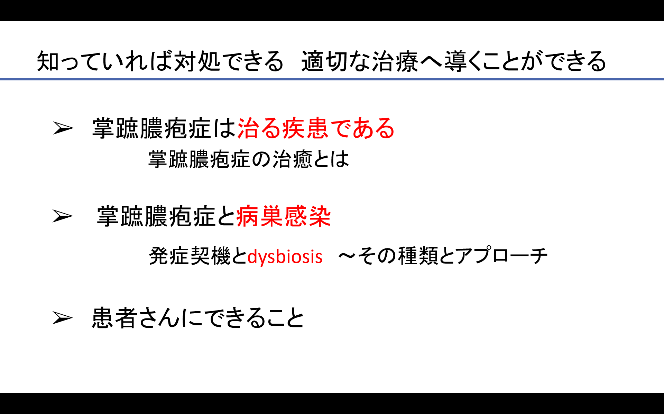 知っていれば対処できる 適切な治療へ導くことができる
➢ 掌蹠膿疱症は治る疾患である
掌蹠膿疱症の治癒とは
➢ 掌蹠膿疱症と病巣感染
発症契機とdysbiosis ～その種類とアプローチ
➢ 患者さんにできること